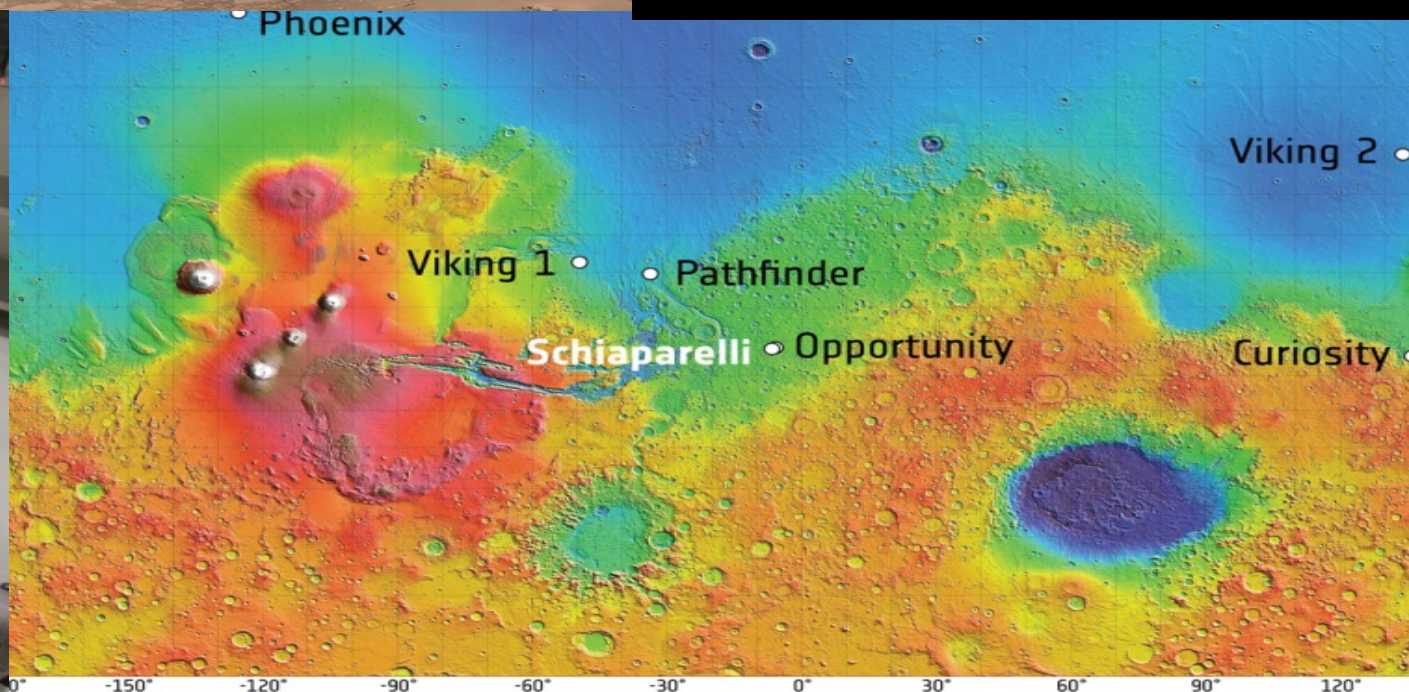 Phoenix
Viking 2
Viking 1
Pathfinder
Schiaparelli
Opportunity
Curiosity
0° -150° -120° -90° -60° -30° 0° 30° 60° 90° 120°